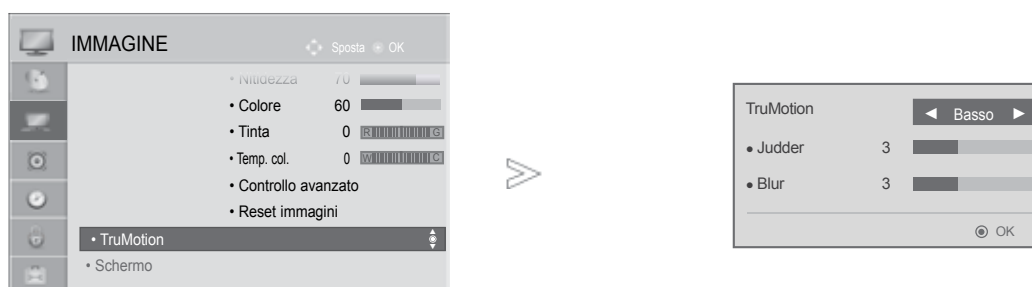 IMMAGINE
Sposta OK
• Nitidezza 70
• Colore 60
• Tinta 0 R G
• Temp. col. 0 W C
• Controllo avanzato
• Reset immagini
• TruMotion
• Schermo
TruMotion ◄ Basso ►
• Judder 3
• Blur 3
OK